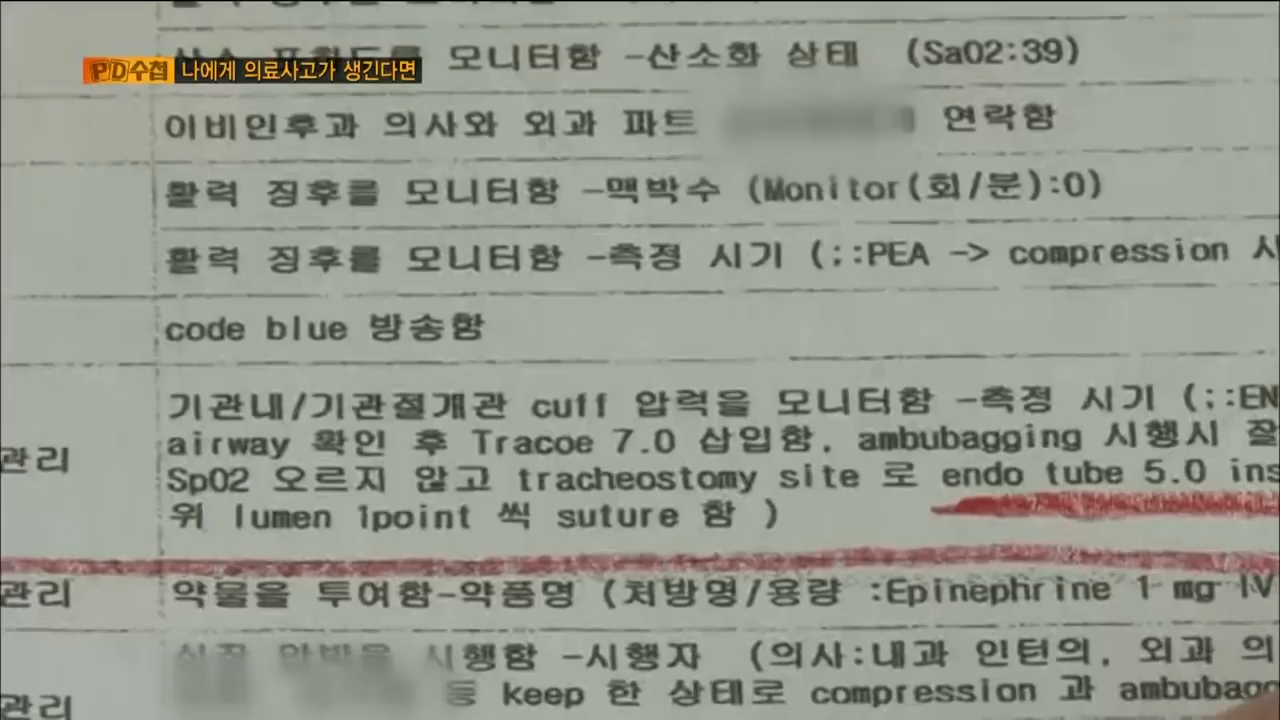 PD수첩 나에게 의료사고가 생긴다면
모니터함 -산소화 상태 (Sa02:39)
이비인후과 의사와 외과 파트 연락함
활력 징후를 모니터함 -맥박수 (Monitor(회/분):0)
활력 징후를 모니터함 -측정 시기 (;:PEA -> compression 시
code blue 방송함
기관내/기관절개관 cuff 압력을 모니터함 -측정 시기 (;:EN
관리
airway 확인 후 Tracoe 7.0 삽입함, ambubagging 시행시 잘
Sp02 오르지 않고 tracheostomy site 로 endo tube 5.0 ins
위 lumen 1point 씩 suture 함 )
관리 약물을 투여함-약품명 (처방명/용량 :Epinephrine 1 mg IV
시행함 -시행자 (의사:내과 인턴의, 외과 의
관리 등 keep 한 상태로 compression 과 ambubagg